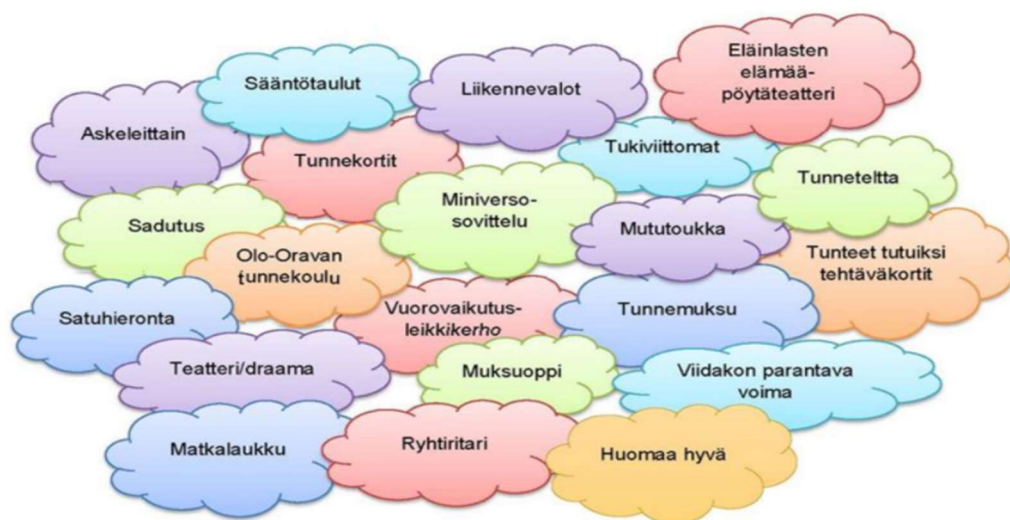 Eläinlasten
elämää-
pöytäteatteri
Sääntötaulut
Liikennevalot
Askeleittain
Tunnekortit
Tukiviittomat
Tunneteltta
Miniverso-
sovittelu
Sadutus
Mututoukka
Olo-Oravan
tunnekoulu
Tunteet tutuiksi
tehtäväkortit
Satuhieronta
Vuorovaikutus-
leikkikerho
Tunnemuksu
Teatteri/draama
Muksuoppi
Viidakon parantava
voima
Matkalaukku
Ryhtiritari
Huomaa hyvä